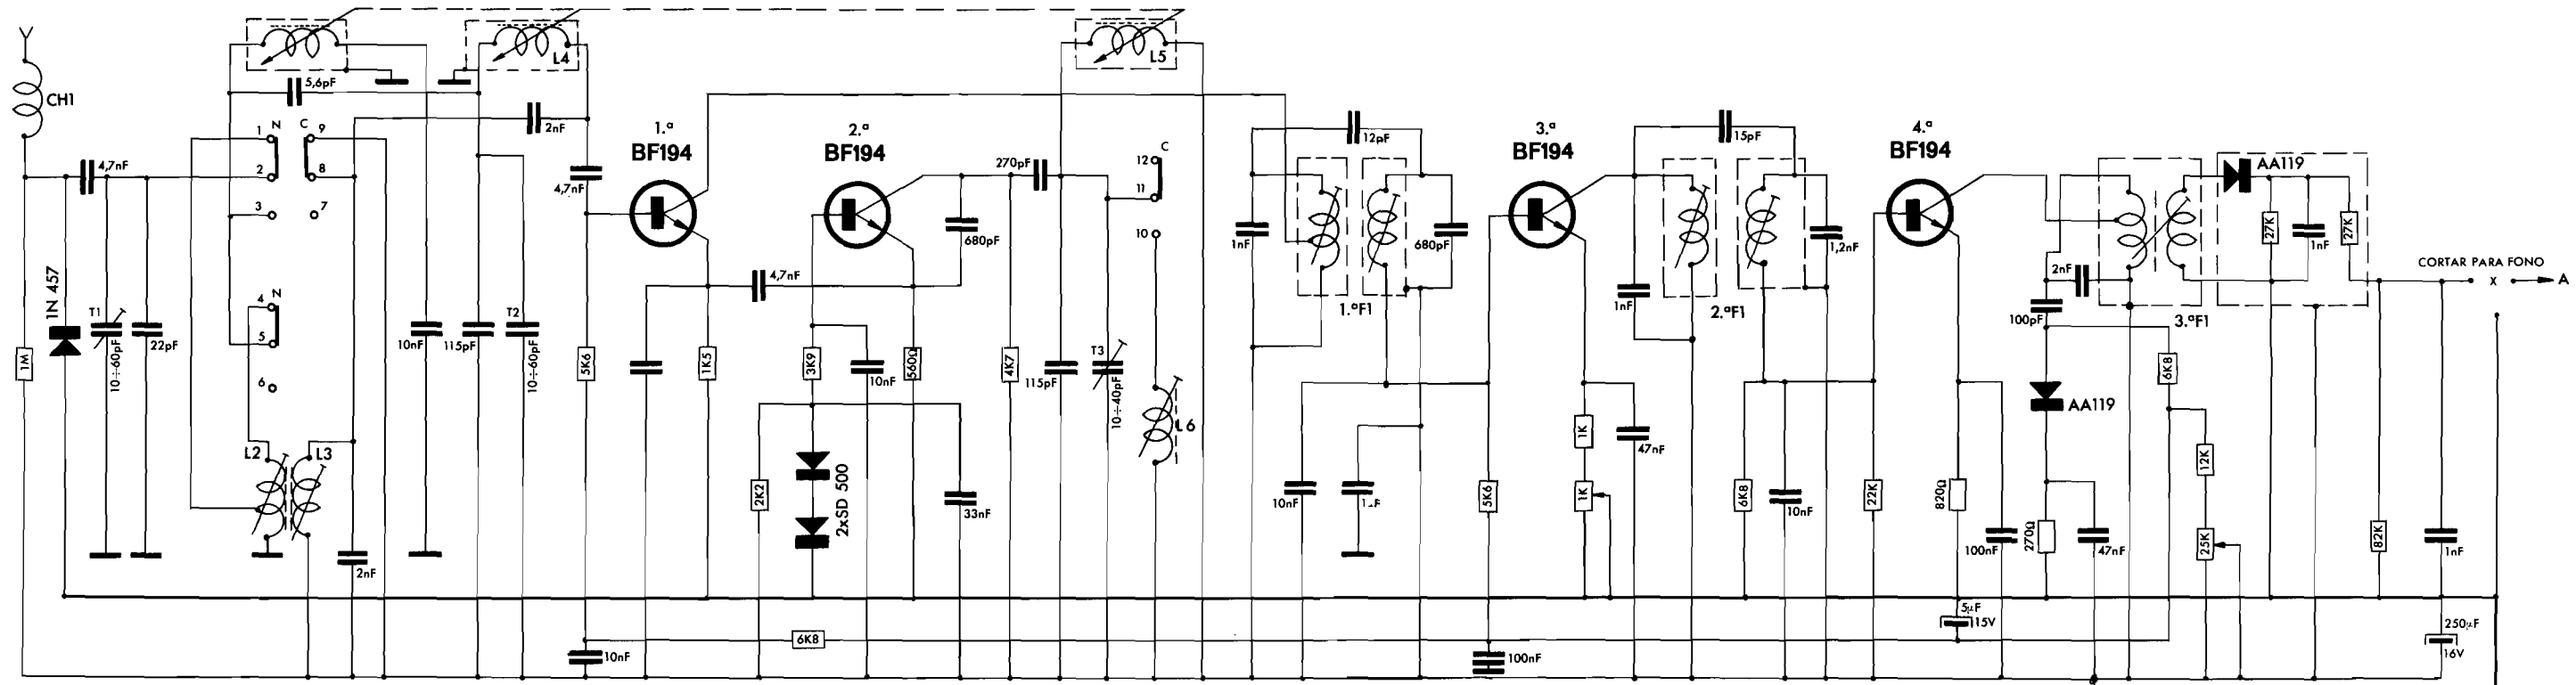 CH1
1M
1N 457
4,7nF
T1
10÷60pF
22pF
5,6pF
1
N
C
9
2
8
3
7
4
N
5
6
L2
L3
2nF
10nF
115pF
T2
10÷60pF
L4
2nF
4,7nF
5K6
10nF
1.ª
BF194
1K5
4,7nF
2.ª
BF194
3K9
10nF
560Ω
680pF
2K2
2xSD 500
33nF
6K8
270pF
4K7
115pF
T3
10÷40pF
L5
12
C
11
10
L6
12pF
1nF
680pF
1.ºF1
10nF
5K6
100nF
3.ª
BF194
1K
1K
47nF
15pF
1nF
1,2nF
2.ºF1
6K8
10nF
22K
4.ª
BF194
820Ω
100nF
5µF
15V
2nF
100pF
AA119
270Ω
47nF
6K8
12K
25K
3.ºF1
AA119
27K
1nF
27K
82K
1nF
250µF
16V
CORTAR PARA FONO
X
A